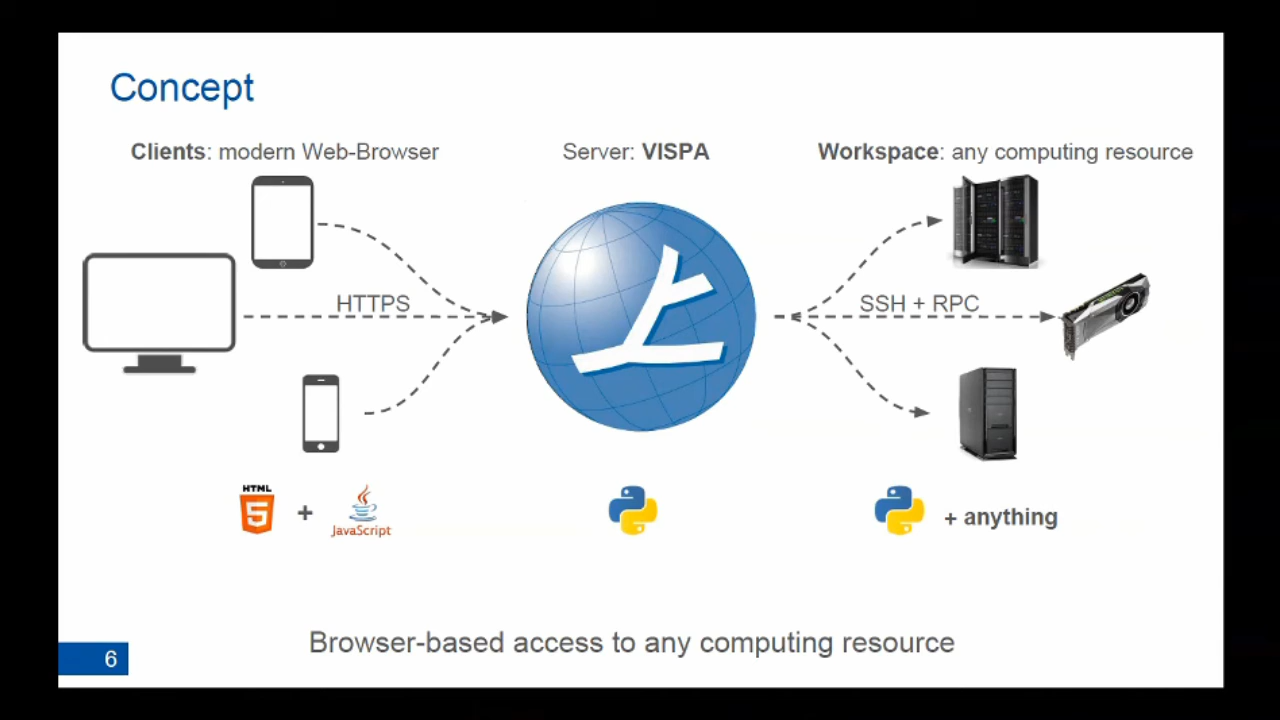 Concept
Clients: modern Web-Browser
Server: VISPA
Workspace: any computing resource
HTTPS
SSH + RPC
HTML
5
+
JavaScript
+ anything
Browser-based access to any computing resource
6